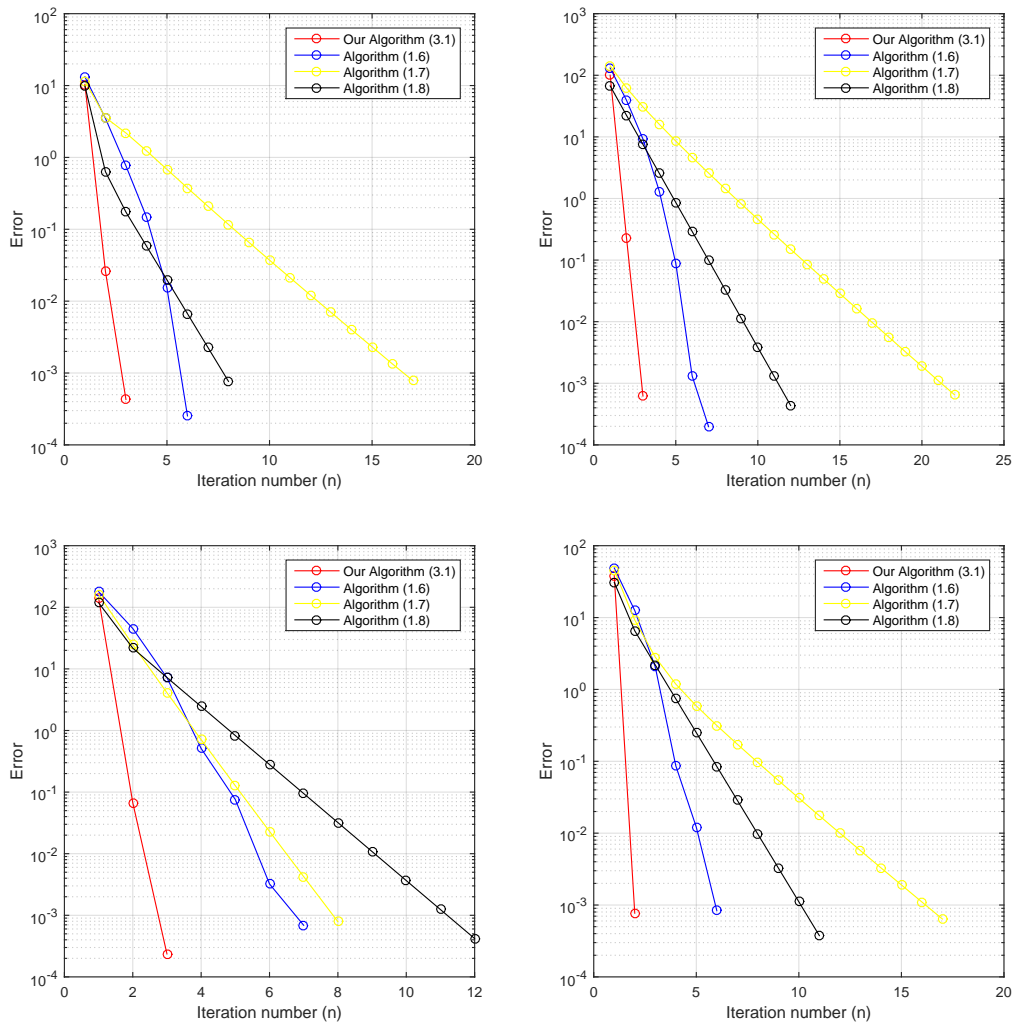 10^2
10^1
10^0
10^-1
10^-2
10^-3
10^-4
0 5 10 15 20
Error
Iteration number (n)
Our Algorithm (3.1)
Algorithm (1.6)
Algorithm (1.7)
Algorithm (1.8)
10^3
10^2
10^1
10^0
10^-1
10^-2
10^-3
10^-4
0 5 10 15 20 25
Error
Iteration number (n)
Our Algorithm (3.1)
Algorithm (1.6)
Algorithm (1.7)
Algorithm (1.8)
10^3
10^2
10^1
10^0
10^-1
10^-2
10^-3
10^-4
0 2 4 6 8 10 12
Error
Iteration number (n)
Our Algorithm (3.1)
Algorithm (1.6)
Algorithm (1.7)
Algorithm (1.8)
10^2
10^1
10^0
10^-1
10^-2
10^-3
10^-4
0 5 10 15 20
Error
Iteration number (n)
Our Algorithm (3.1)
Algorithm (1.6)
Algorithm (1.7)
Algorithm (1.8)